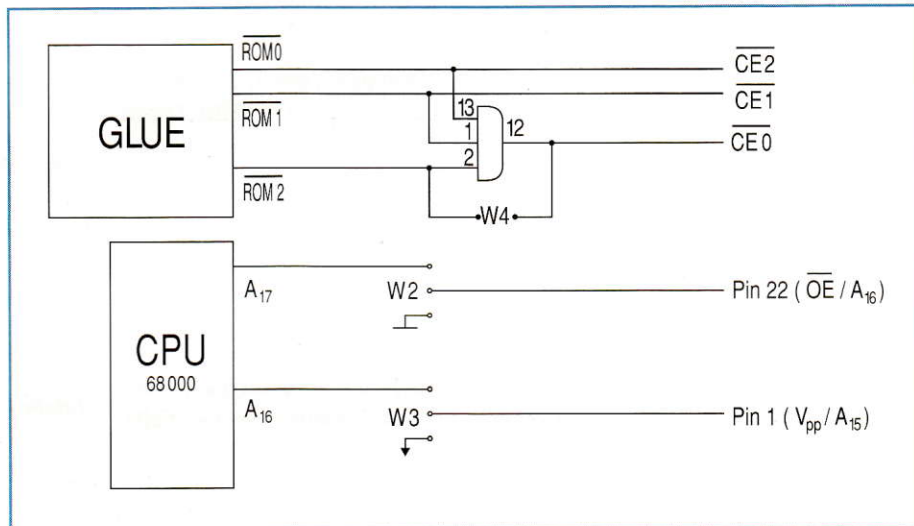 ROM0
CE2
GLUE
ROM 1
CE1
13
1
12
2
CE0
ROM 2
W4
A17
W2
Pin 22 ( OE / A16)
CPU
68000
A16
W3
Pin 1 ( Vpp / A15)